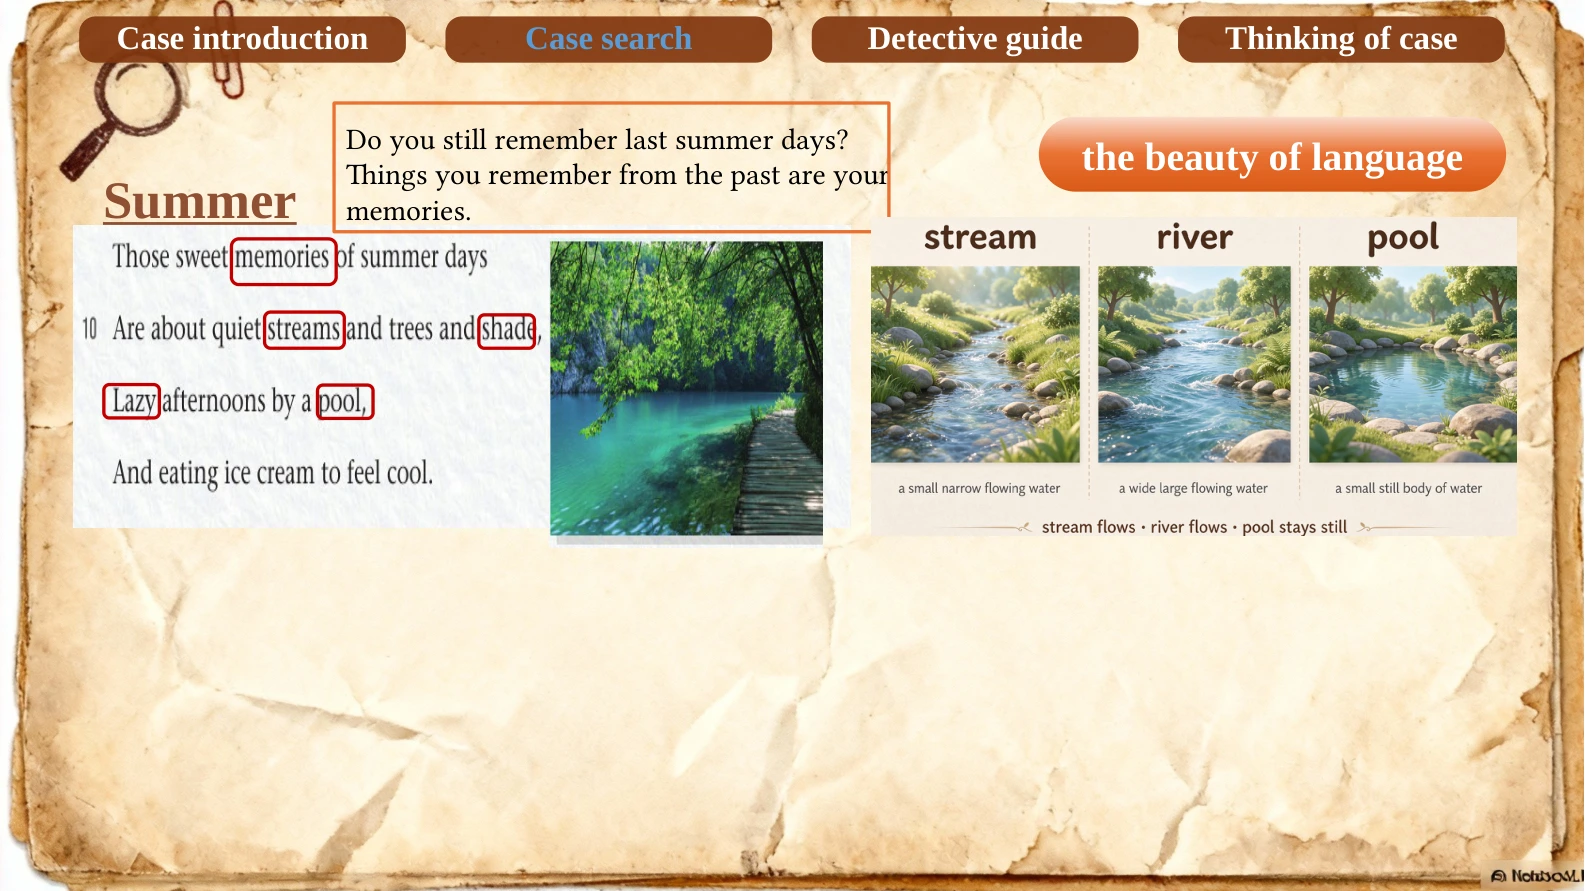 Case introduction
Case search
Detective guide
Thinking of case
Do you still remember last summer days?
Things you remember from the past are your
memories.
the beauty of language
Summer
Those sweet memories of summer days
10 Are about quiet streams and trees and shade,
Lazy afternoons by a pool,
And eating ice cream to feel cool.
stream
river
pool
a small narrow flowing water
a wide large flowing water
a small still body of water
stream flows • river flows • pool stays still